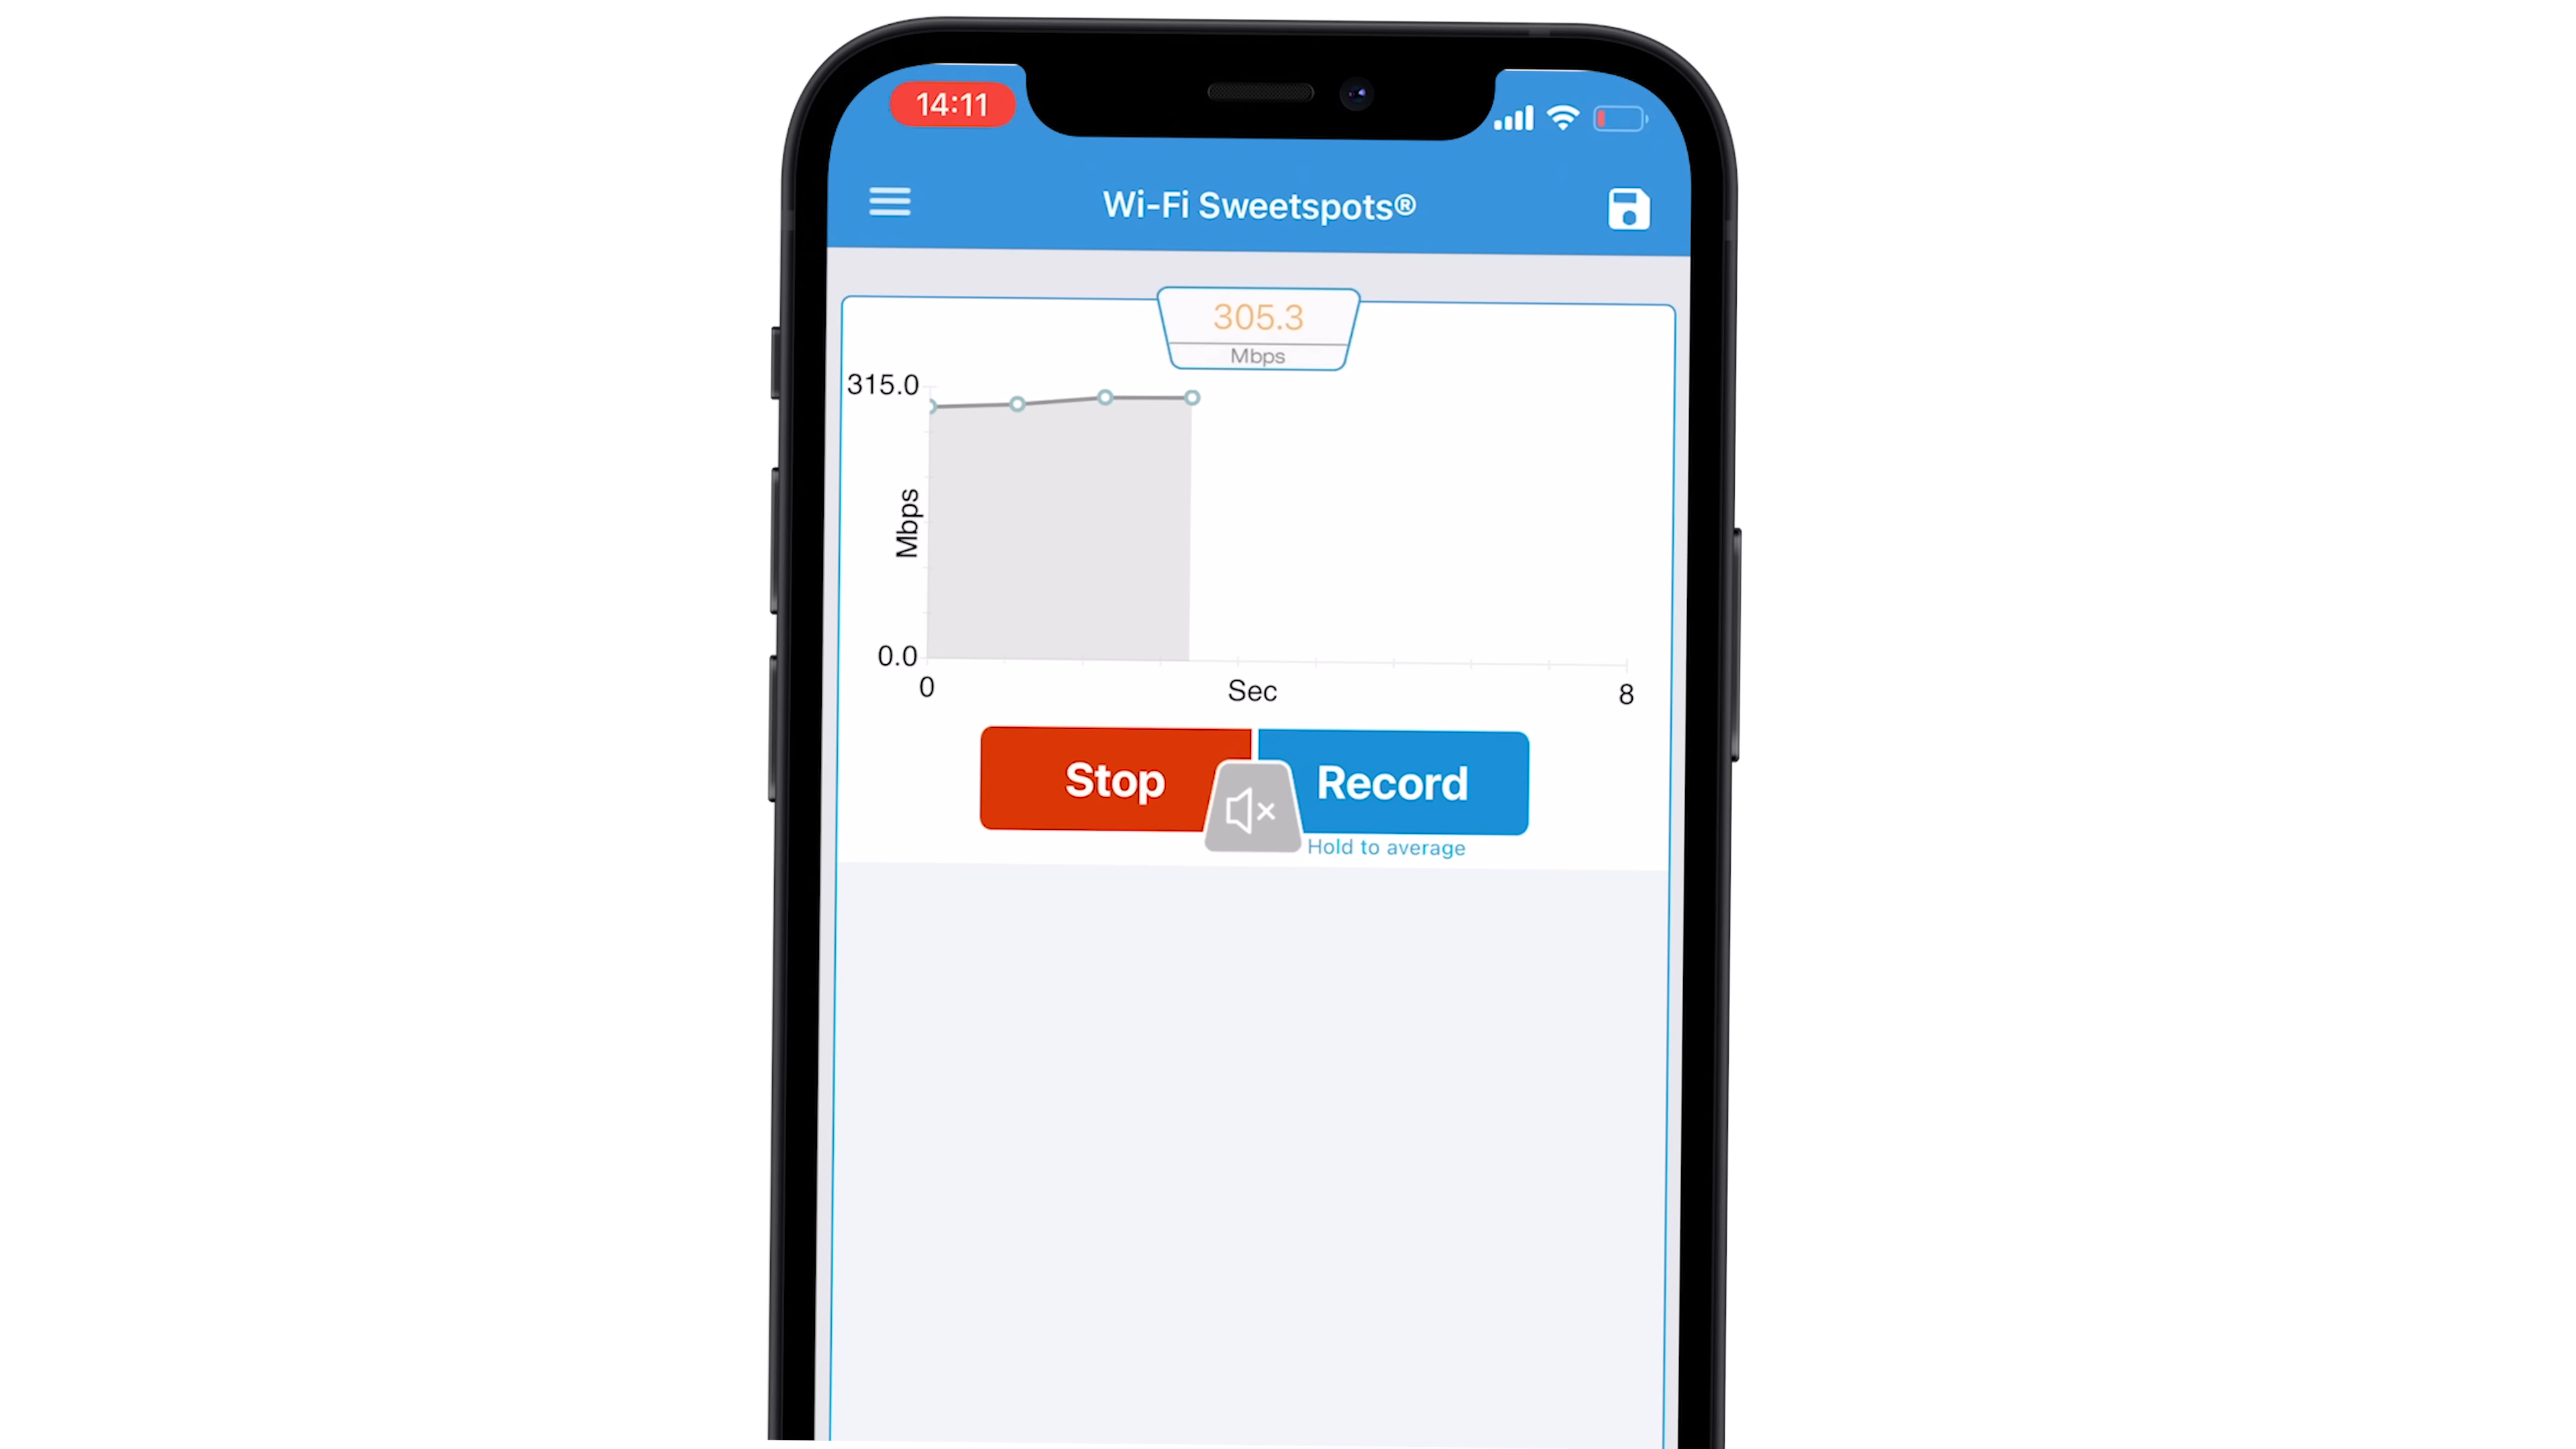 14:11
Wi-Fi Sweetspots®
305.3
Mbps
315.0
Mbps
0.0
0
Sec
8
Stop
Record
Hold to average